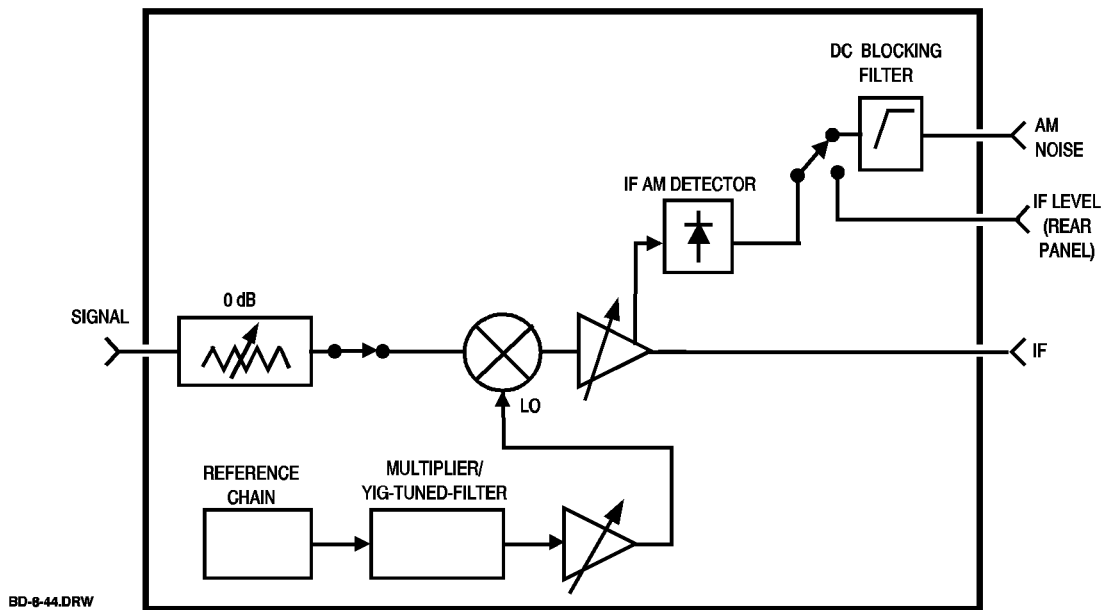 DC BLOCKING
FILTER
AM
NOISE
IF AM DETECTOR
IF LEVEL
(REAR
PANEL)
0 dB
SIGNAL
IF
LO
REFERENCE
CHAIN
MULTIPLIER/
YIG-TUNED-FILTER
BD-8-44.DRW